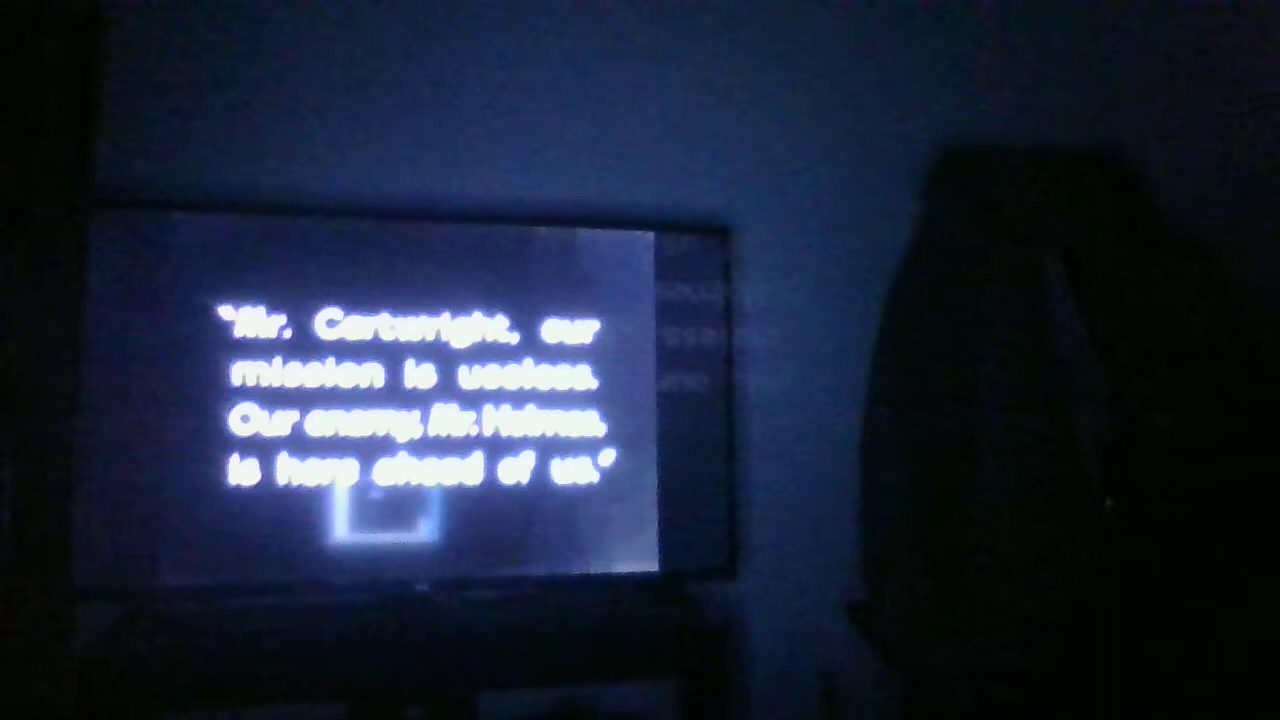 "Mr. Cartwright, our
mission is useless.
Our enemy, Mr. Holmes,
is here ahead of us."